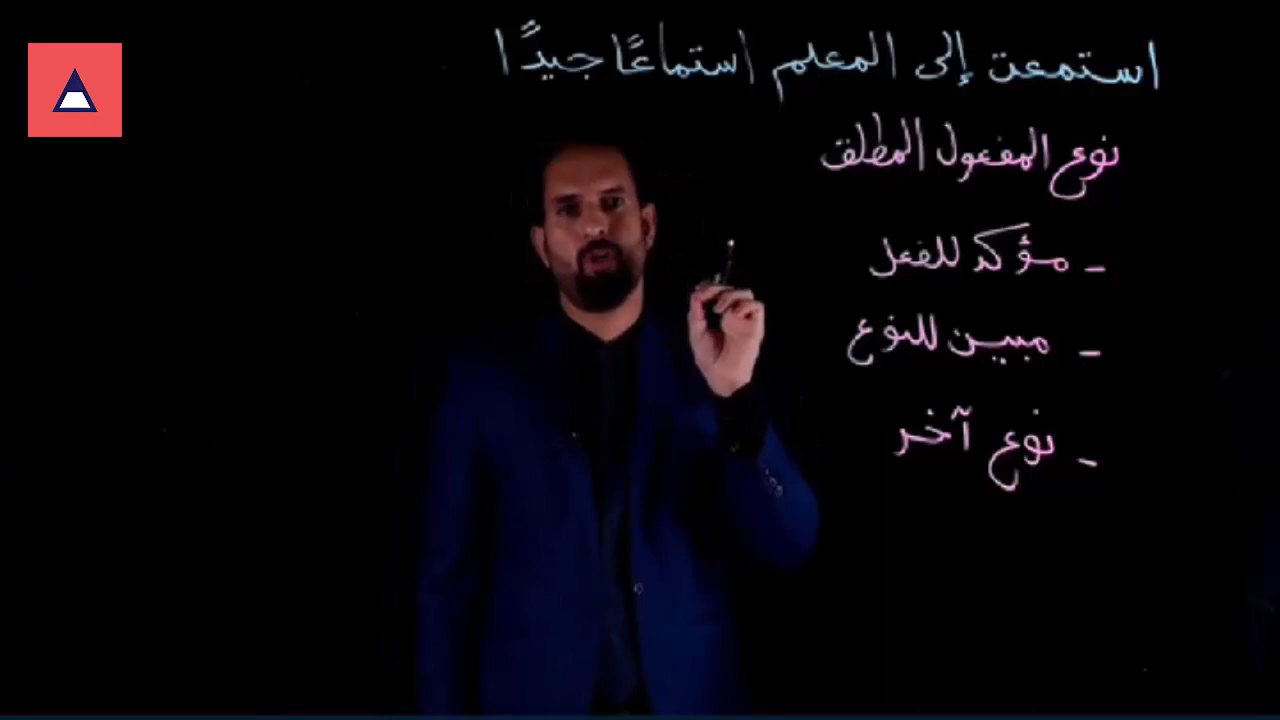 استمعت إلى المعلم استماعًا جيدًا
نوع المفعول المطلق
- مؤكد للفعل
- مبين للنوع
- نوع آخر